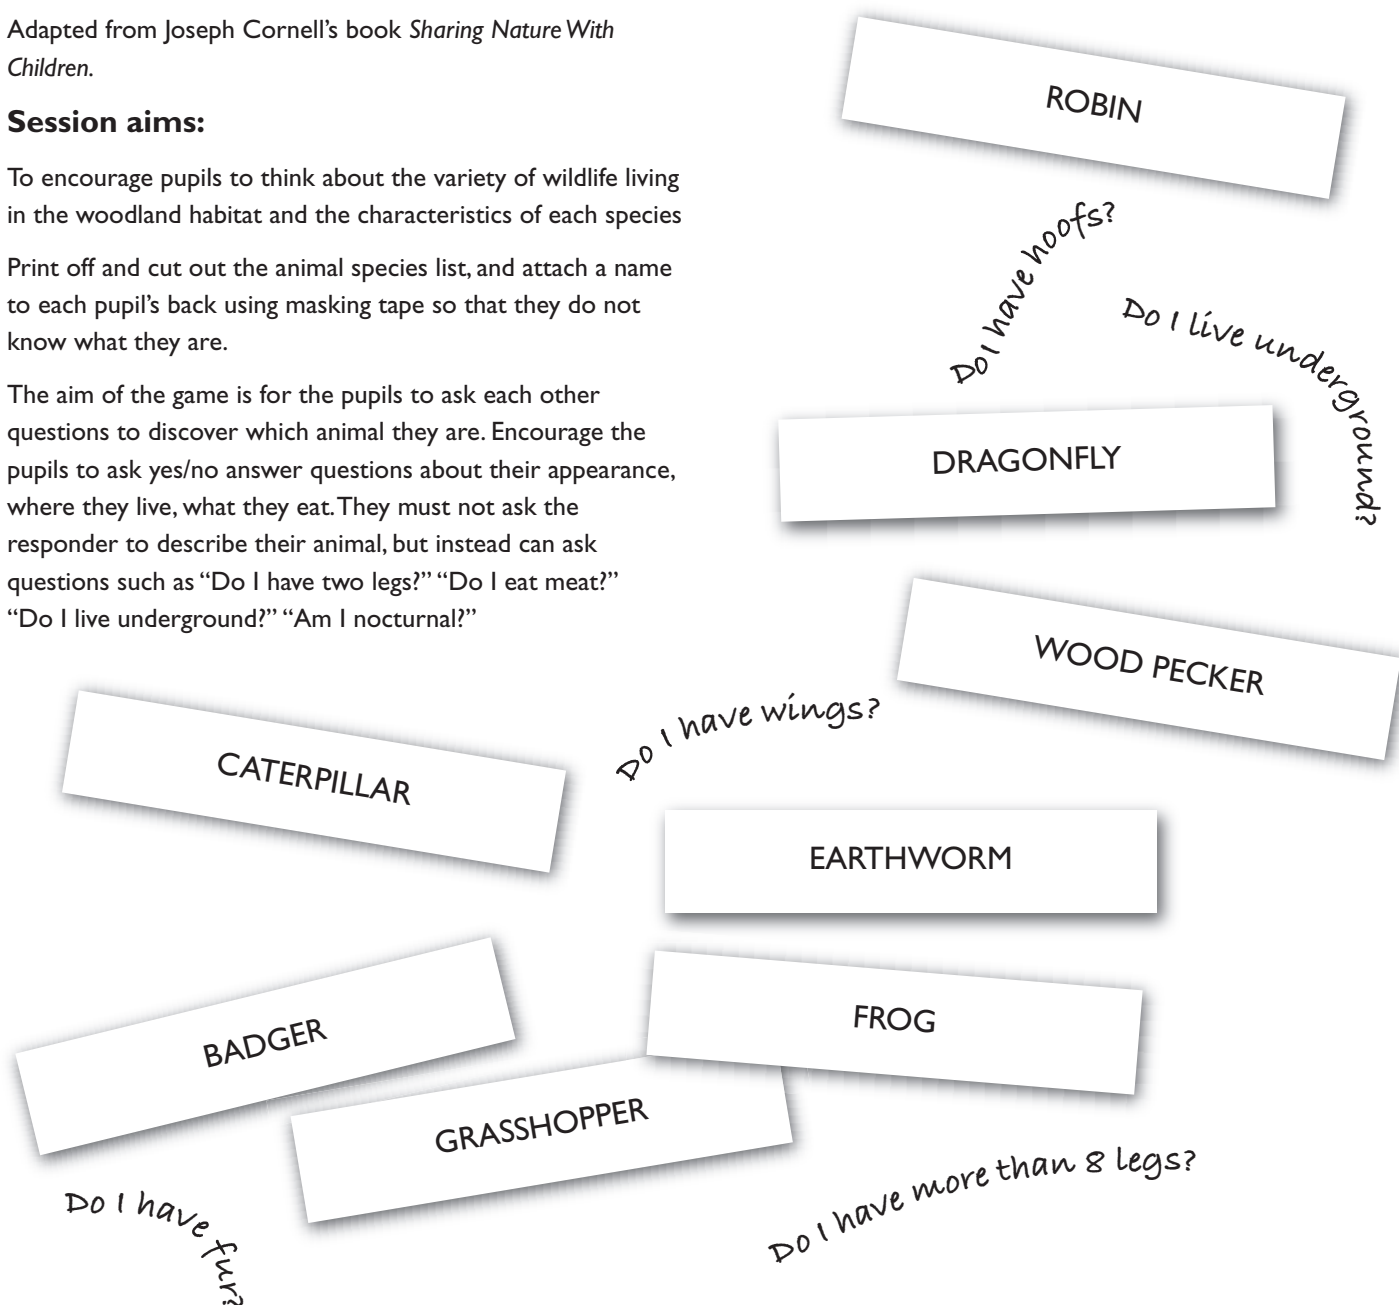 Adapted from Joseph Cornell’s book Sharing Nature With
Children.
Session aims:
To encourage pupils to think about the variety of wildlife living
in the woodland habitat and the characteristics of each species
Print off and cut out the animal species list, and attach a name
to each pupil’s back using masking tape so that they do not
know what they are.
The aim of the game is for the pupils to ask each other
questions to discover which animal they are. Encourage the
pupils to ask yes/no answer questions about their appearance,
where they live, what they eat. They must not ask the
responder to describe their animal, but instead can ask
questions such as “Do I have two legs?” “Do I eat meat?”
“Do I live underground?” “Am I nocturnal?”
ROBIN
Do I have hoofs?
Do I live underground?
DRAGONFLY
WOOD PECKER
Do I have wings?
CATERPILLAR
EARTHWORM
BADGER
FROG
GRASSHOPPER
Do I have more than 8 legs?
Do I have fur?